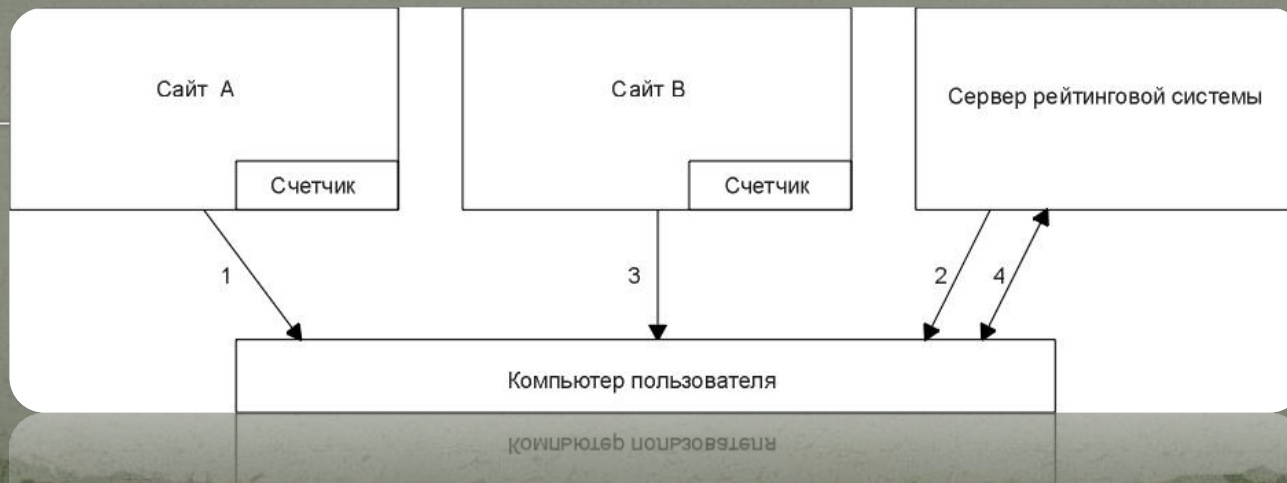 Сайт А
Сайт В
Сервер рейтинговой системы
Счетчик
Счетчик
1
3
2
4
Компьютер пользователя
Компьютер пользователя